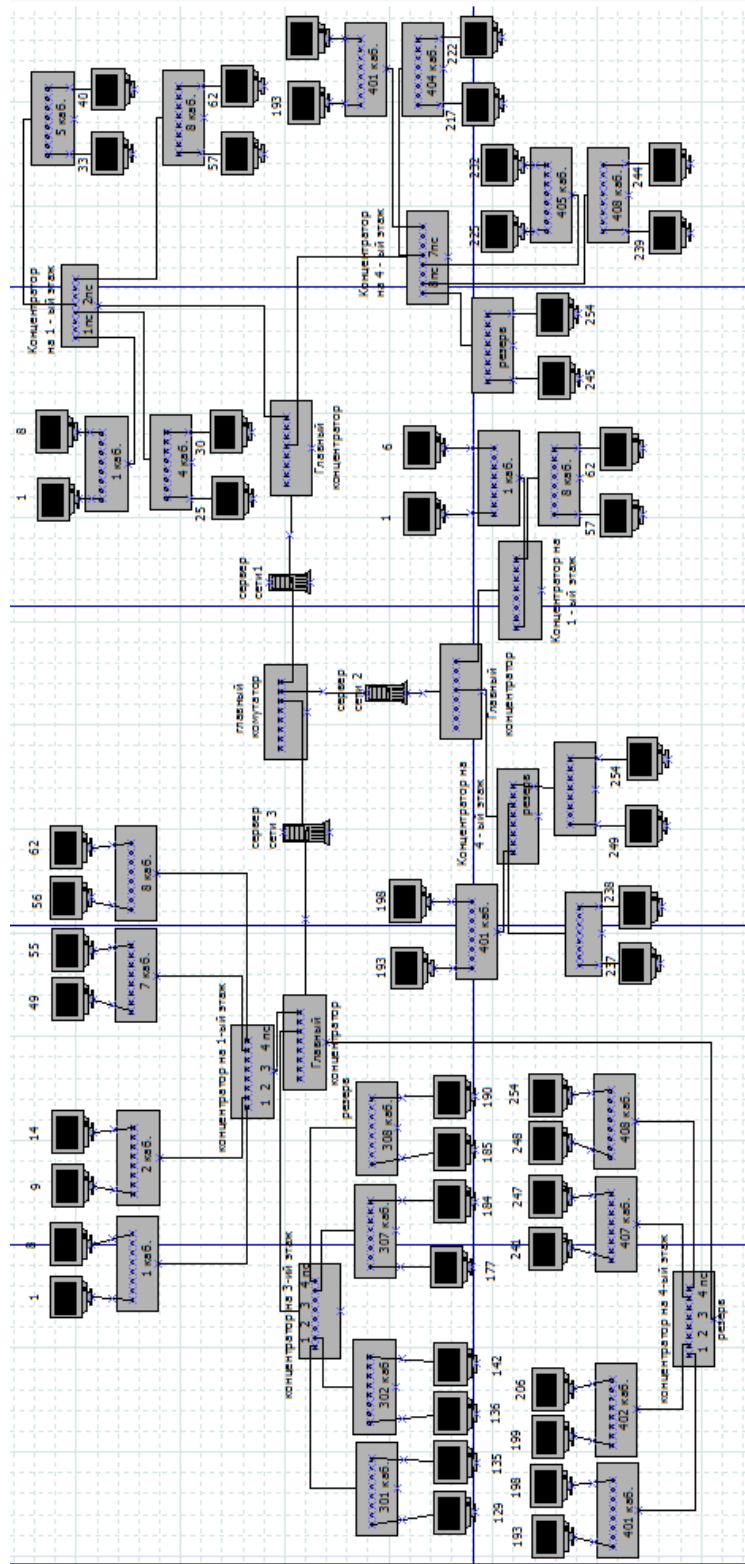 1
8
9
14
49
55
56
62
1 каб.
2 каб.
7 каб.
8 каб.
концентратор на 1-ый этаж
1 2 3 4 пс
концентратор на 3-ий этаж
1 2 3 4 пс
Главный
концентратор
резерв
301 каб.
302 каб.
307 каб.
308 каб.
129
135
136
142
177
184
185
190
193
198
199
206
241
247
248
254
401 каб.
402 каб.
407 каб.
408 каб.
концентратор на 4-ый этаж
1 2 3 4 пс
резерв
сервер
сети 3
главный
комутатор
сервер
сети 2
сервер
сети1
Главный
концентратор
Концентратор на
4 - ый этаж
резерв
193
198
401 каб.
237
238
249
254
Концентратор на
1 - ый этаж
1
6
1 каб.
8 каб.
57
62
Главный
концентратор
Концентратор
на 1 - ый этаж
1пс 2пс
1
8
1 каб.
4 каб.
25
30
5 каб.
33
40
8 каб.
57
62
Концентратор
на 4 - ый этаж
8пс 7пс
193
401 каб.
404 каб.
217
222
225
232
405 каб.
408 каб.
239
244
резерв
245
254